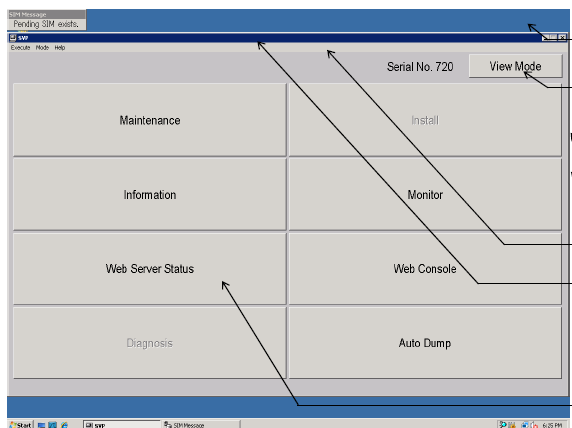 SIM Message
Pending SIM exists.
SVP
Execute Mode Help
Serial No. 720
View Mode
Maintenance
Install
Information
Monitor
Web Server Status
Web Console
Diagnosis
Auto Dump
Start
SVP
SIM Message
6:25 PM